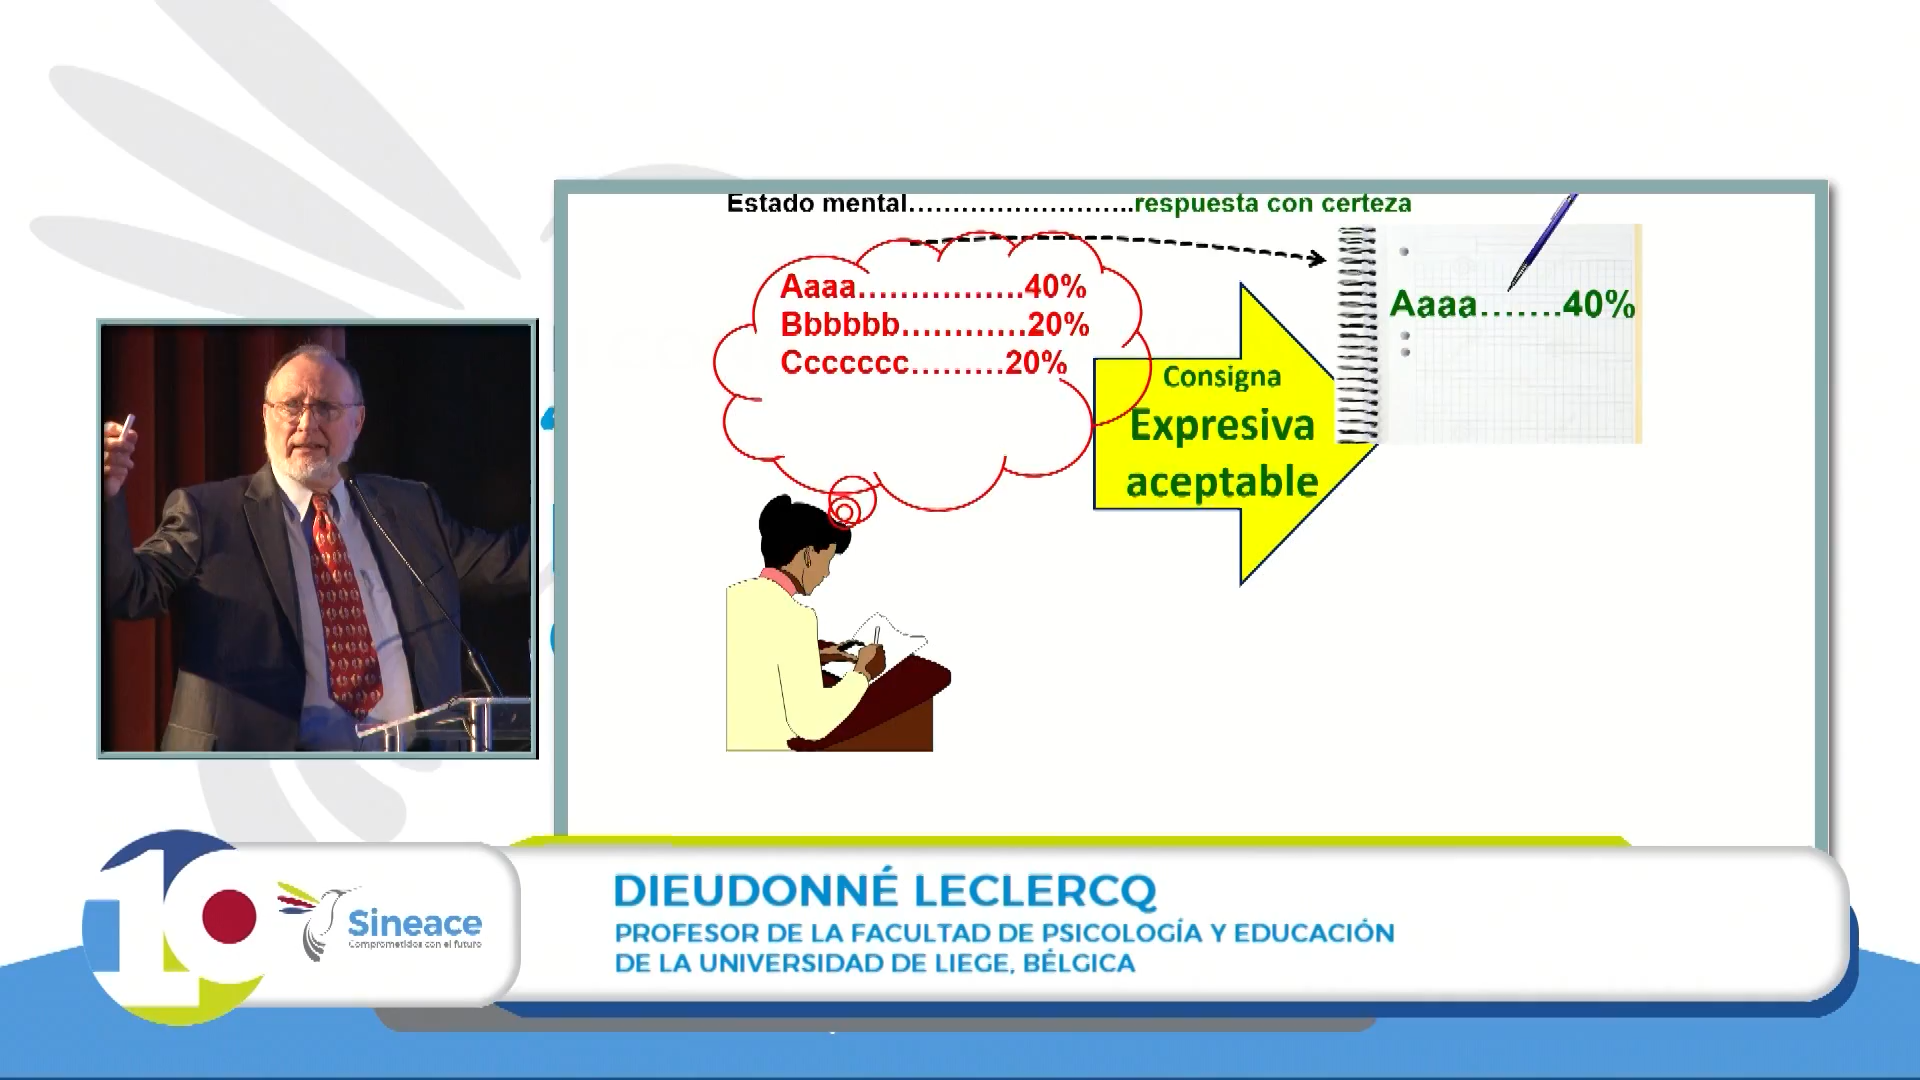 Estado mental……………………..respuesta con certeza
Aaaa…………….40%
Bbbbbb…………20%
Ccccccc………20%
Aaaa…….40%
Consigna
Expresiva
aceptable
10
Sineace
Comprometidos con el futuro
DIEUDONNÉ LECLERCQ
PROFESOR DE LA FACULTAD DE PSICOLOGÍA Y EDUCACIÓN
DE LA UNIVERSIDAD DE LIEGE, BÉLGICA